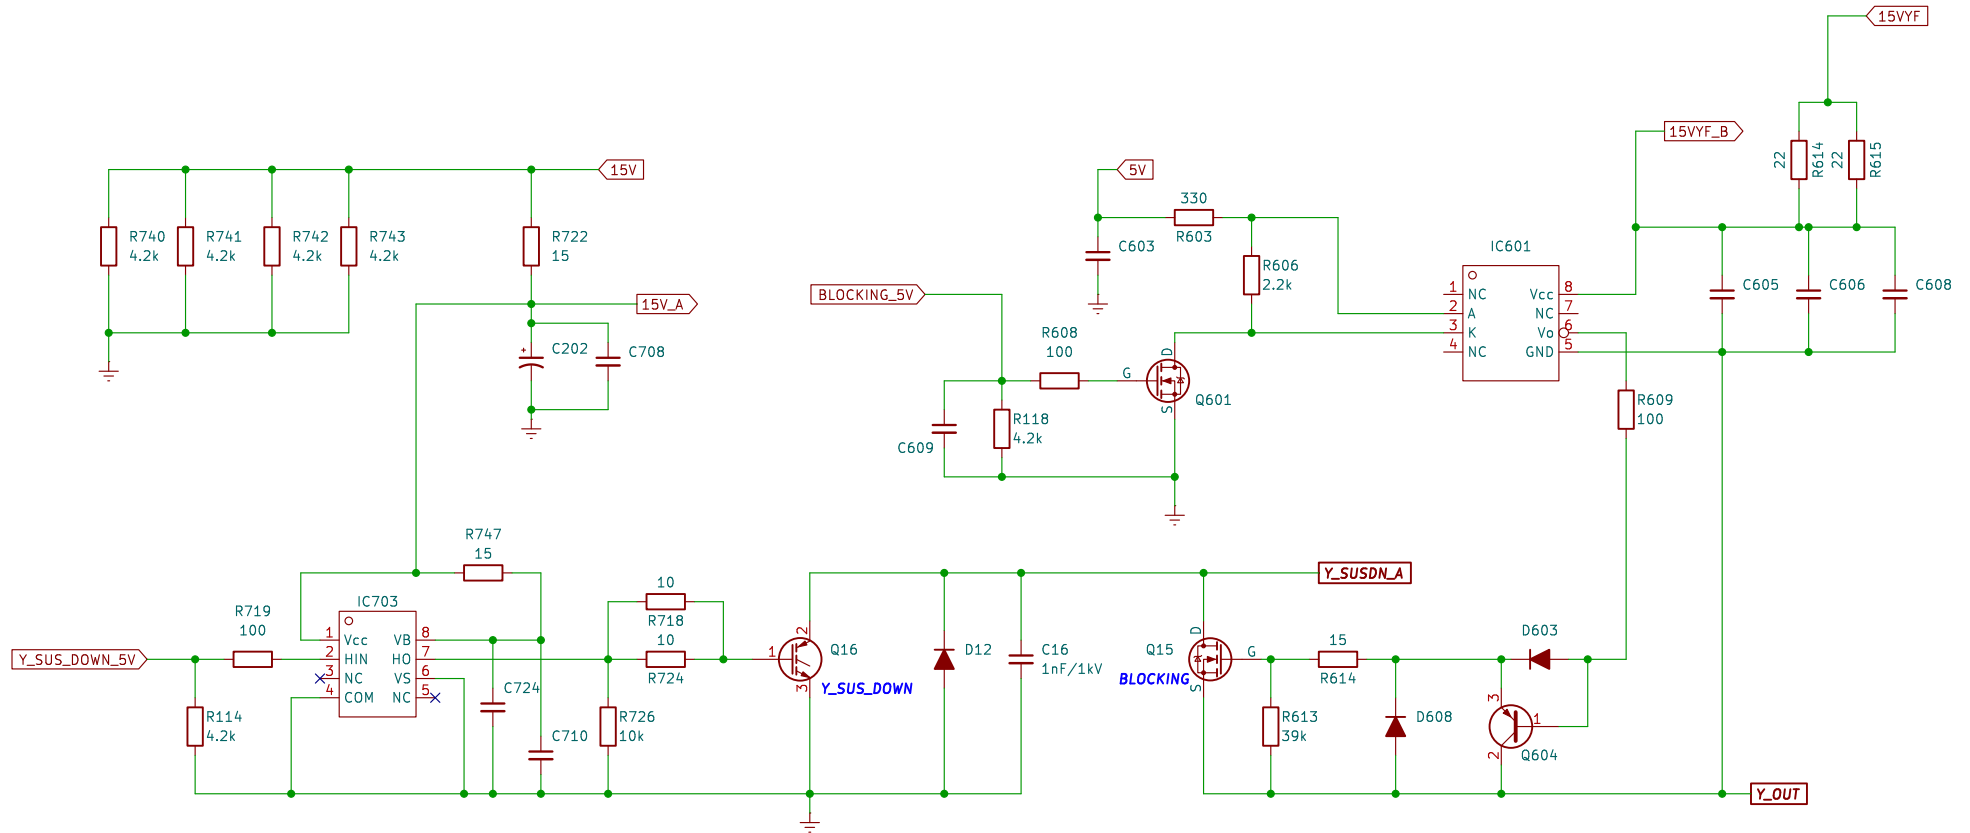 15VYF
15VYF_B
22
R614
22
R615
15V
5V
330
R603
R740
4.2k
R741
4.2k
R742
4.2k
R743
4.2k
R722
15
C603
R606
2.2k
IC601
1 NC Vcc 8
2 A NC 7
3 K Vo 6
4 NC GND 5
C605
C606
C608
15V_A
BLOCKING_5V
+
C202
C708
R608
100
G
D
S
Q601
R609
100
C609
R118
4.2k
R747
15
IC703
1 Vcc VB 8
2 HIN HO 7
3 NC VS 6
4 COM NC 5
R719
100
Y_SUS_DOWN_5V
R114
4.2k
C724
C710
10
R718
10
R724
R726
10k
2
1
3
Q16
Y_SUS_DOWN
D12
C16
1nF/1kV
Y_SUSDN_A
Q15
BLOCKING
D
G
S
15
R614
R613
39k
D608
D603
3
1
2
Q604
Y_OUT